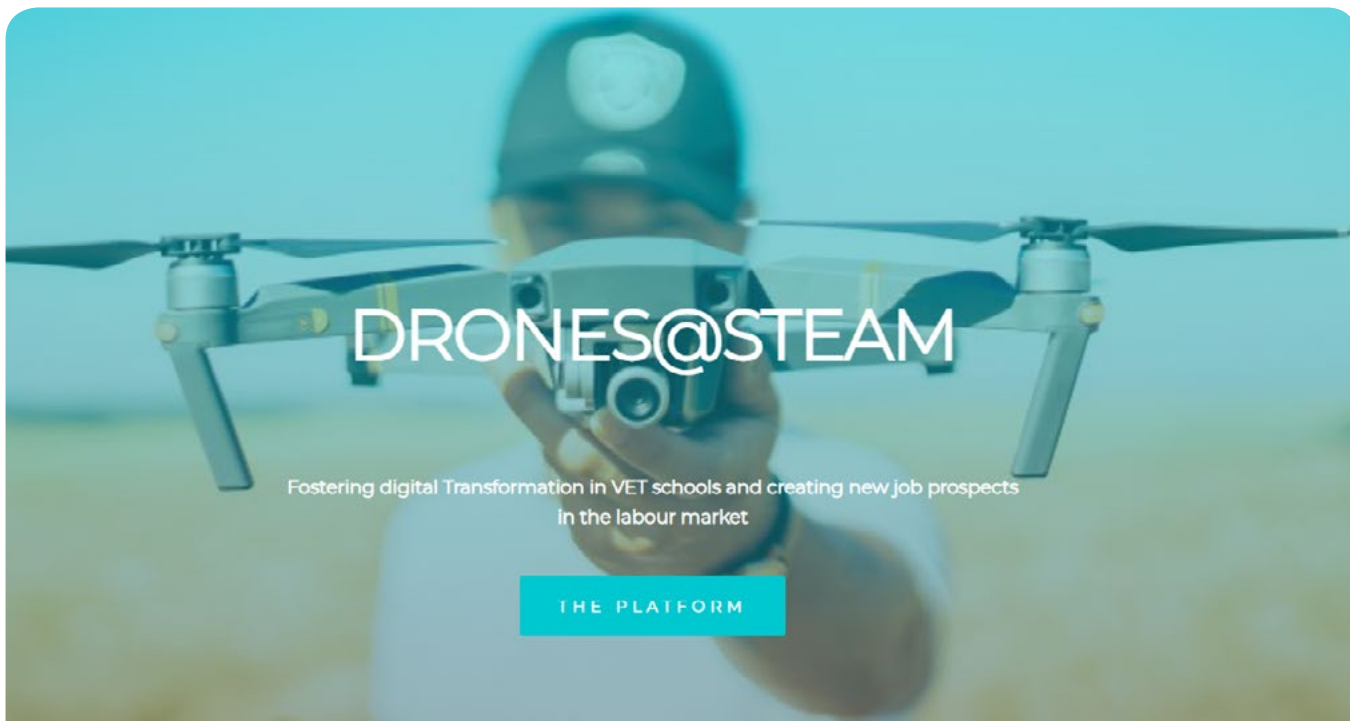 DRONES@STEAM
Fostering digital Transformation in VET schools and creating new job prospects
in the labour market
THE PLATFORM